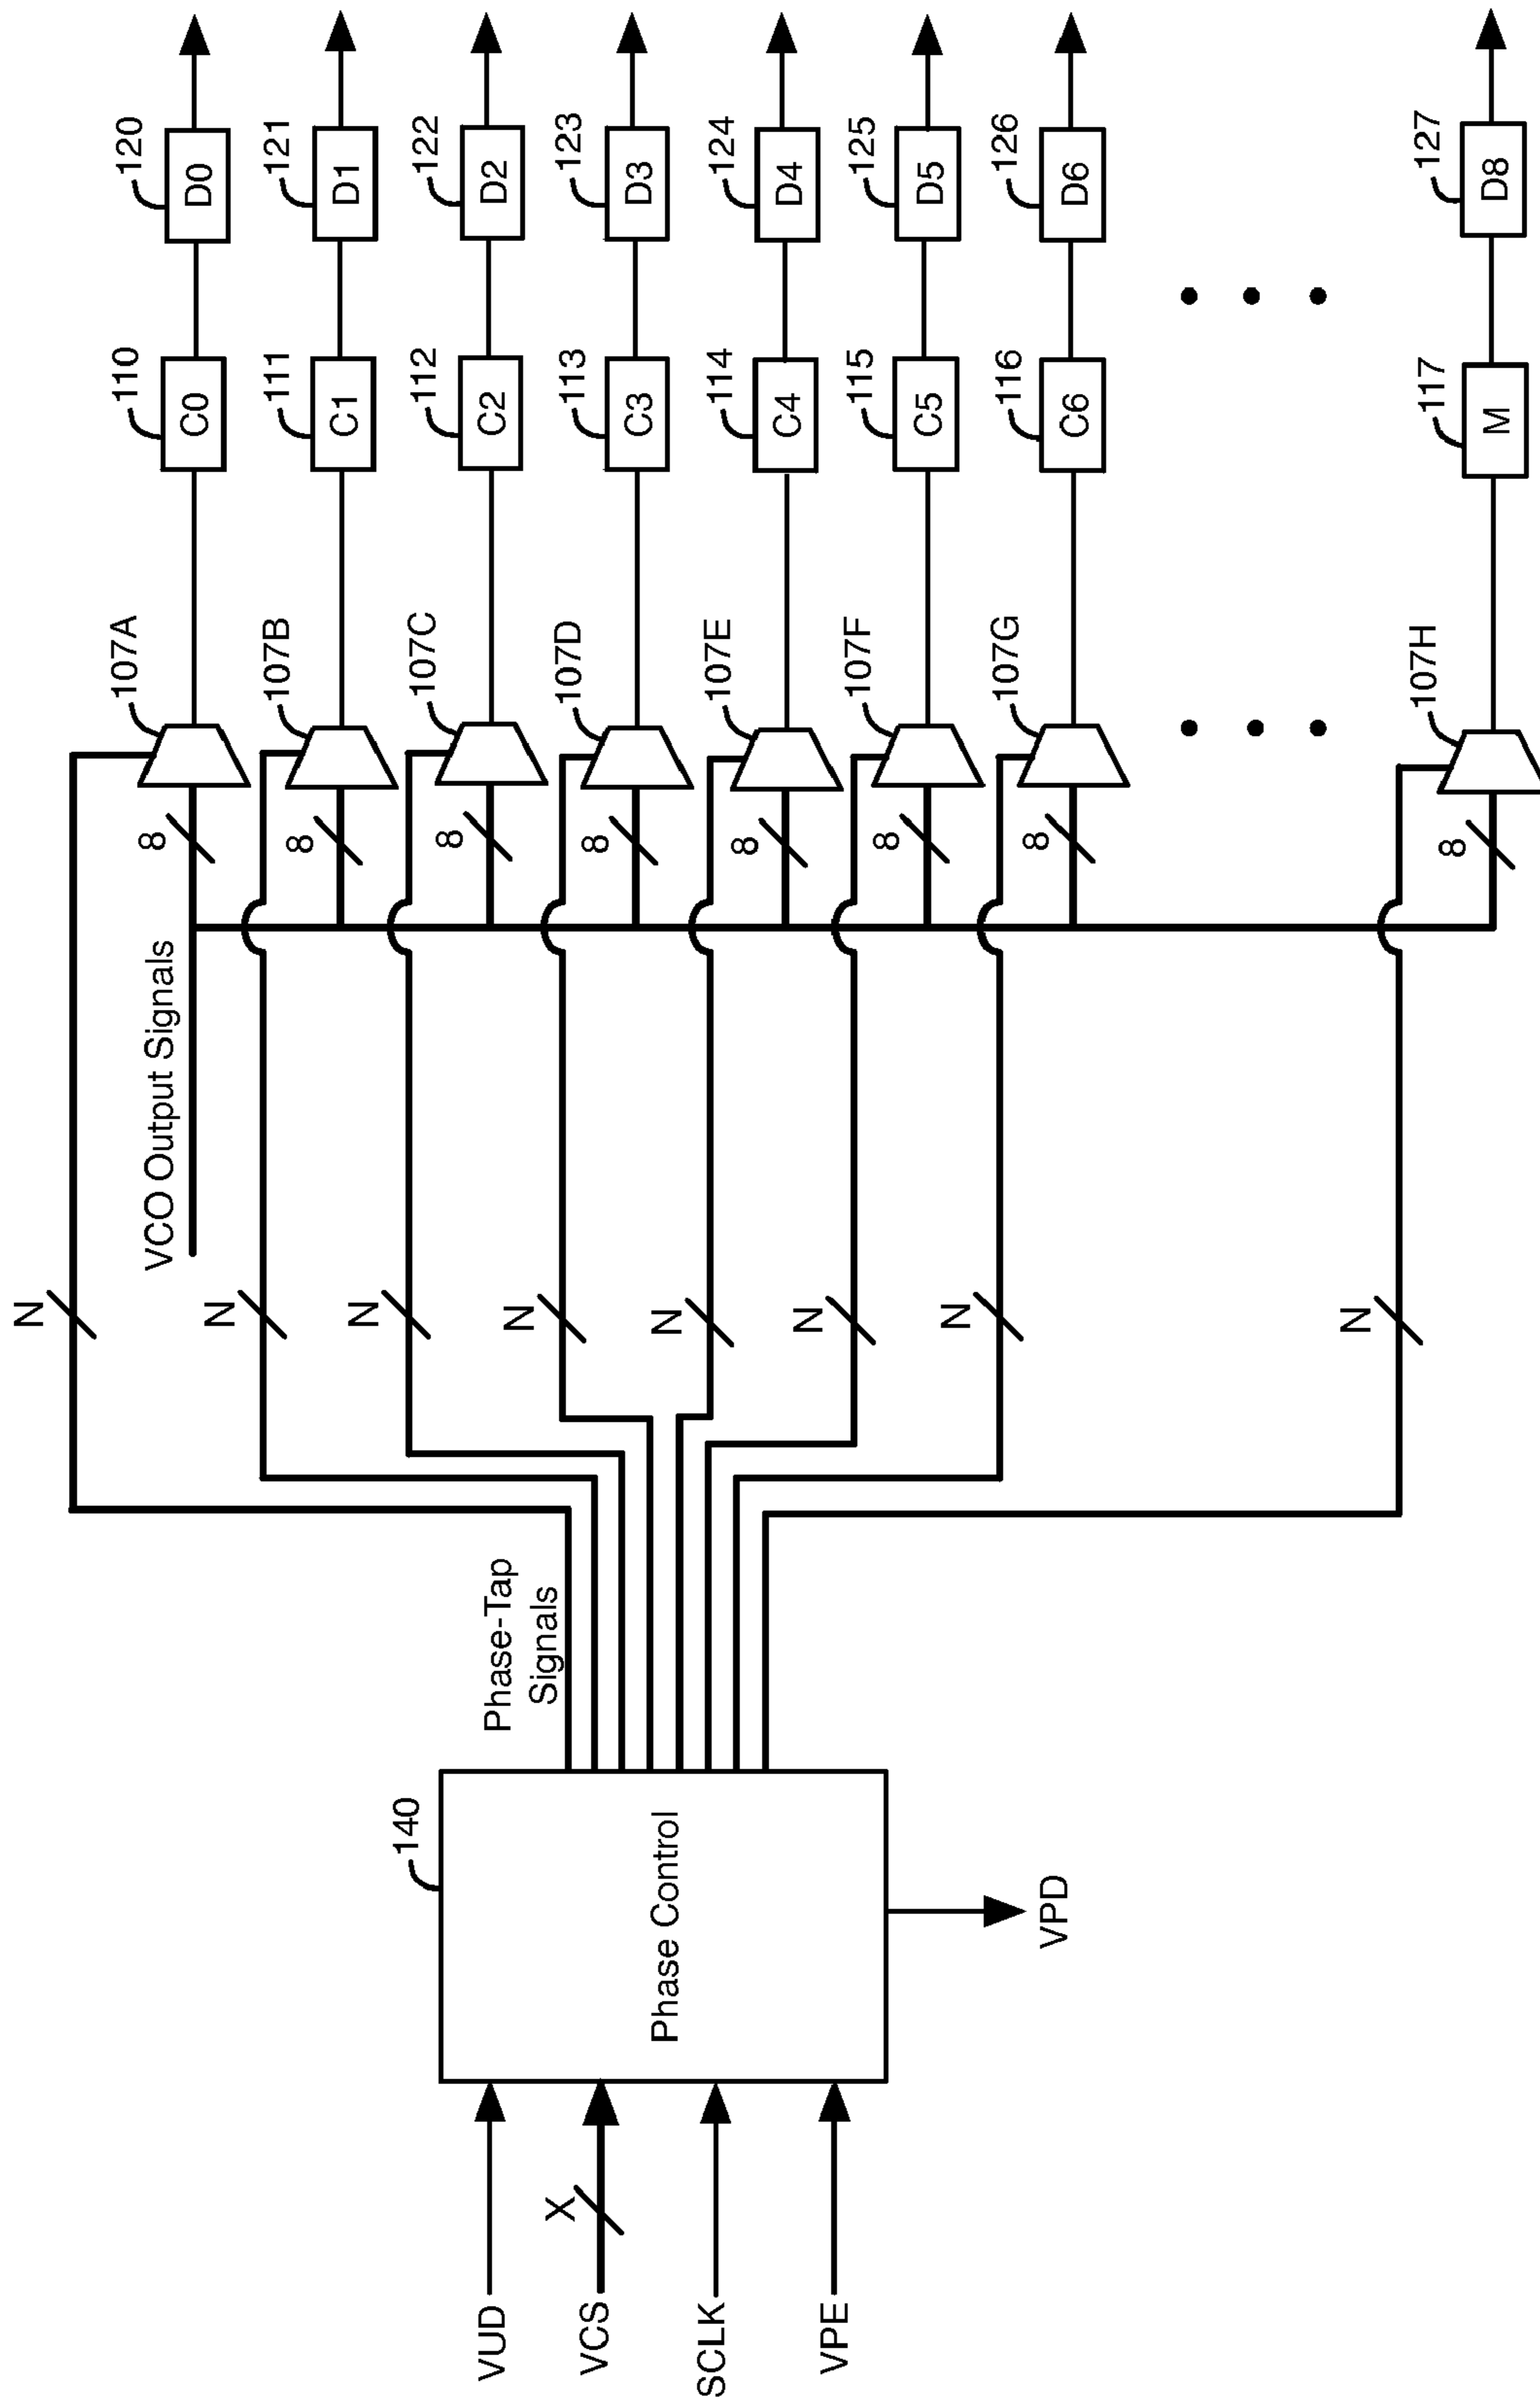 VUD
VCS
X
SCLK
VPE
140
Phase Control
VPD
Phase-Tap
Signals
N
N
N
N
N
N
N
N
VCO Output Signals
8
107A
110
C0
120
D0
8
107B
111
C1
121
D1
8
107C
112
C2
122
D2
8
107D
113
C3
123
D3
8
107E
114
C4
124
D4
8
107F
115
C5
125
D5
8
107G
116
C6
126
D6
8
107H
117
M
127
D8